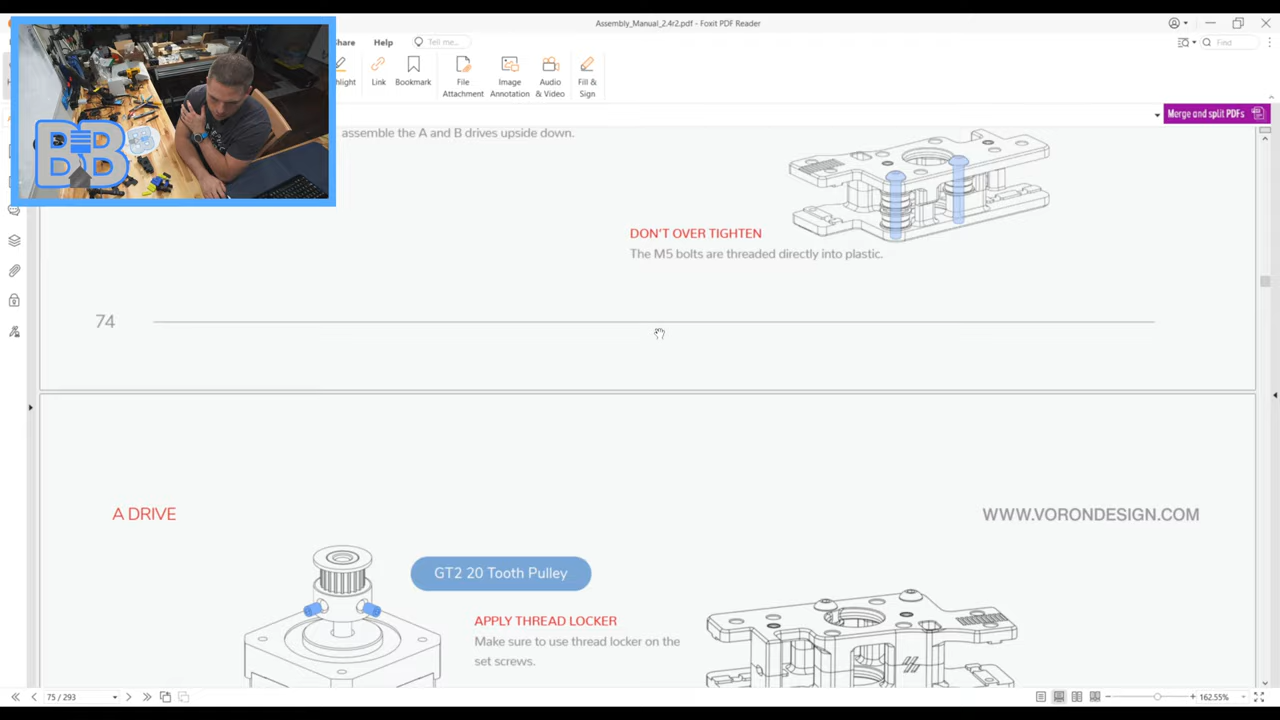 Assembly_Manual_2.4r2.pdf - Foxit PDF Reader
Share
Help
Tell me...
Find
Link
Bookmark
File
Attachment
Image
Annotation
Audio
& Video
Fill &
Sign
Merge and split PDFs
BB
assemble the A and B drives upside down.
DON'T OVER TIGHTEN
The M5 bolts are threaded directly into plastic.
74
A DRIVE
WWW.VORONDESIGN.COM
GT2 20 Tooth Pulley
APPLY THREAD LOCKER
Make sure to use thread locker on the
set screws.
75 / 293
162.55%